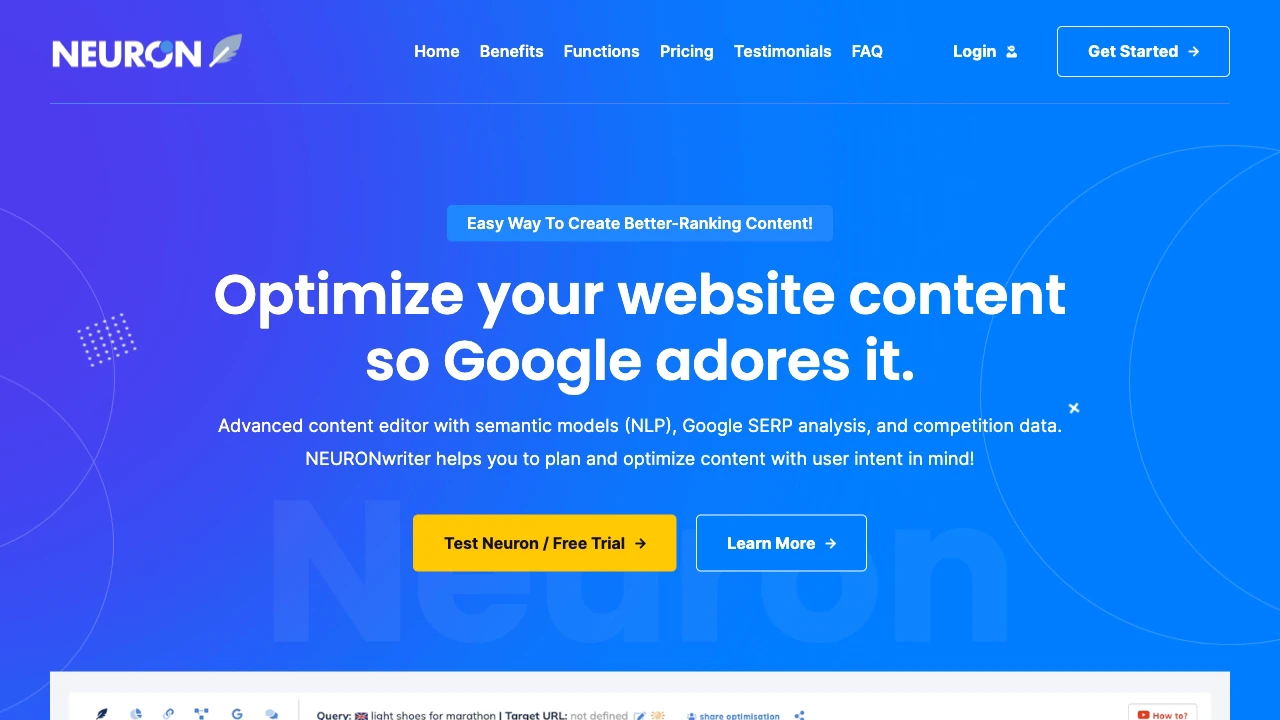 NEURON
Home Benefits Functions Pricing Testimonials FAQ Login Get Started
Easy Way To Create Better-Ranking Content!
Optimize your website content
so Google adores it.
Advanced content editor with semantic models (NLP), Google SERP analysis, and competition data.
NEURONwriter helps you to plan and optimize content with user intent in mind!
Neuron
Test Neuron / Free Trial Learn More
Query: light shoes for marathon | Target URL: not defined share optimisation How to?